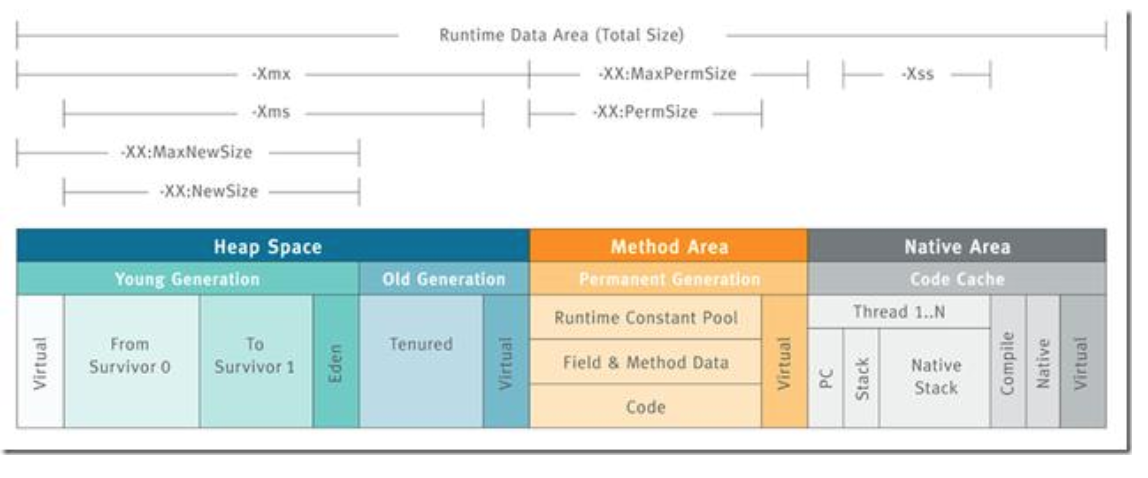 Runtime Data Area (Total Size)
-Xmx
-XX:MaxPermSize
-Xss
-Xms
-XX:PermSize
-XX:MaxNewSize
-XX:NewSize
Heap Space
Method Area
Native Area
Young Generation
Old Generation
Permanent Generation
Code Cache
Virtual
From
Survivor 0
To
Survivor 1
Eden
Tenured
Virtual
Runtime Constant Pool
Field & Method Data
Code
Virtual
Thread 1..N
PC
Stack
Native
Stack
Compile
Native
Virtual